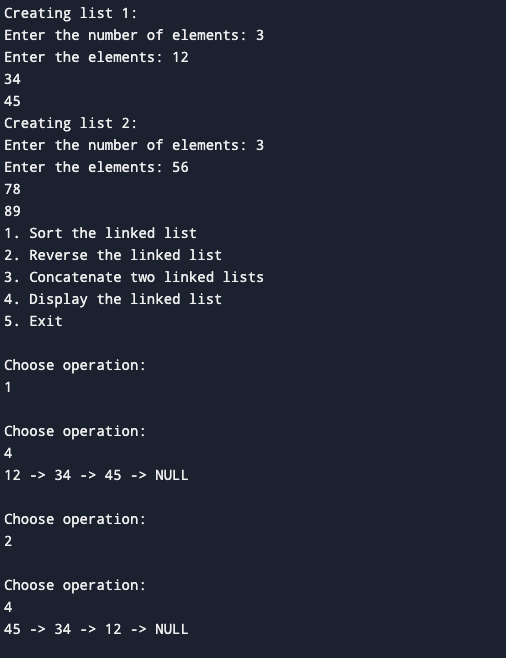 Creating list 1:
Enter the number of elements: 3
Enter the elements: 12
34
45
Creating list 2:
Enter the number of elements: 3
Enter the elements: 56
78
89
1. Sort the linked list
2. Reverse the linked list
3. Concatenate two linked lists
4. Display the linked list
5. Exit
Choose operation:
1
Choose operation:
4
12 -> 34 -> 45 -> NULL
Choose operation:
2
Choose operation:
4
45 -> 34 -> 12 -> NULL